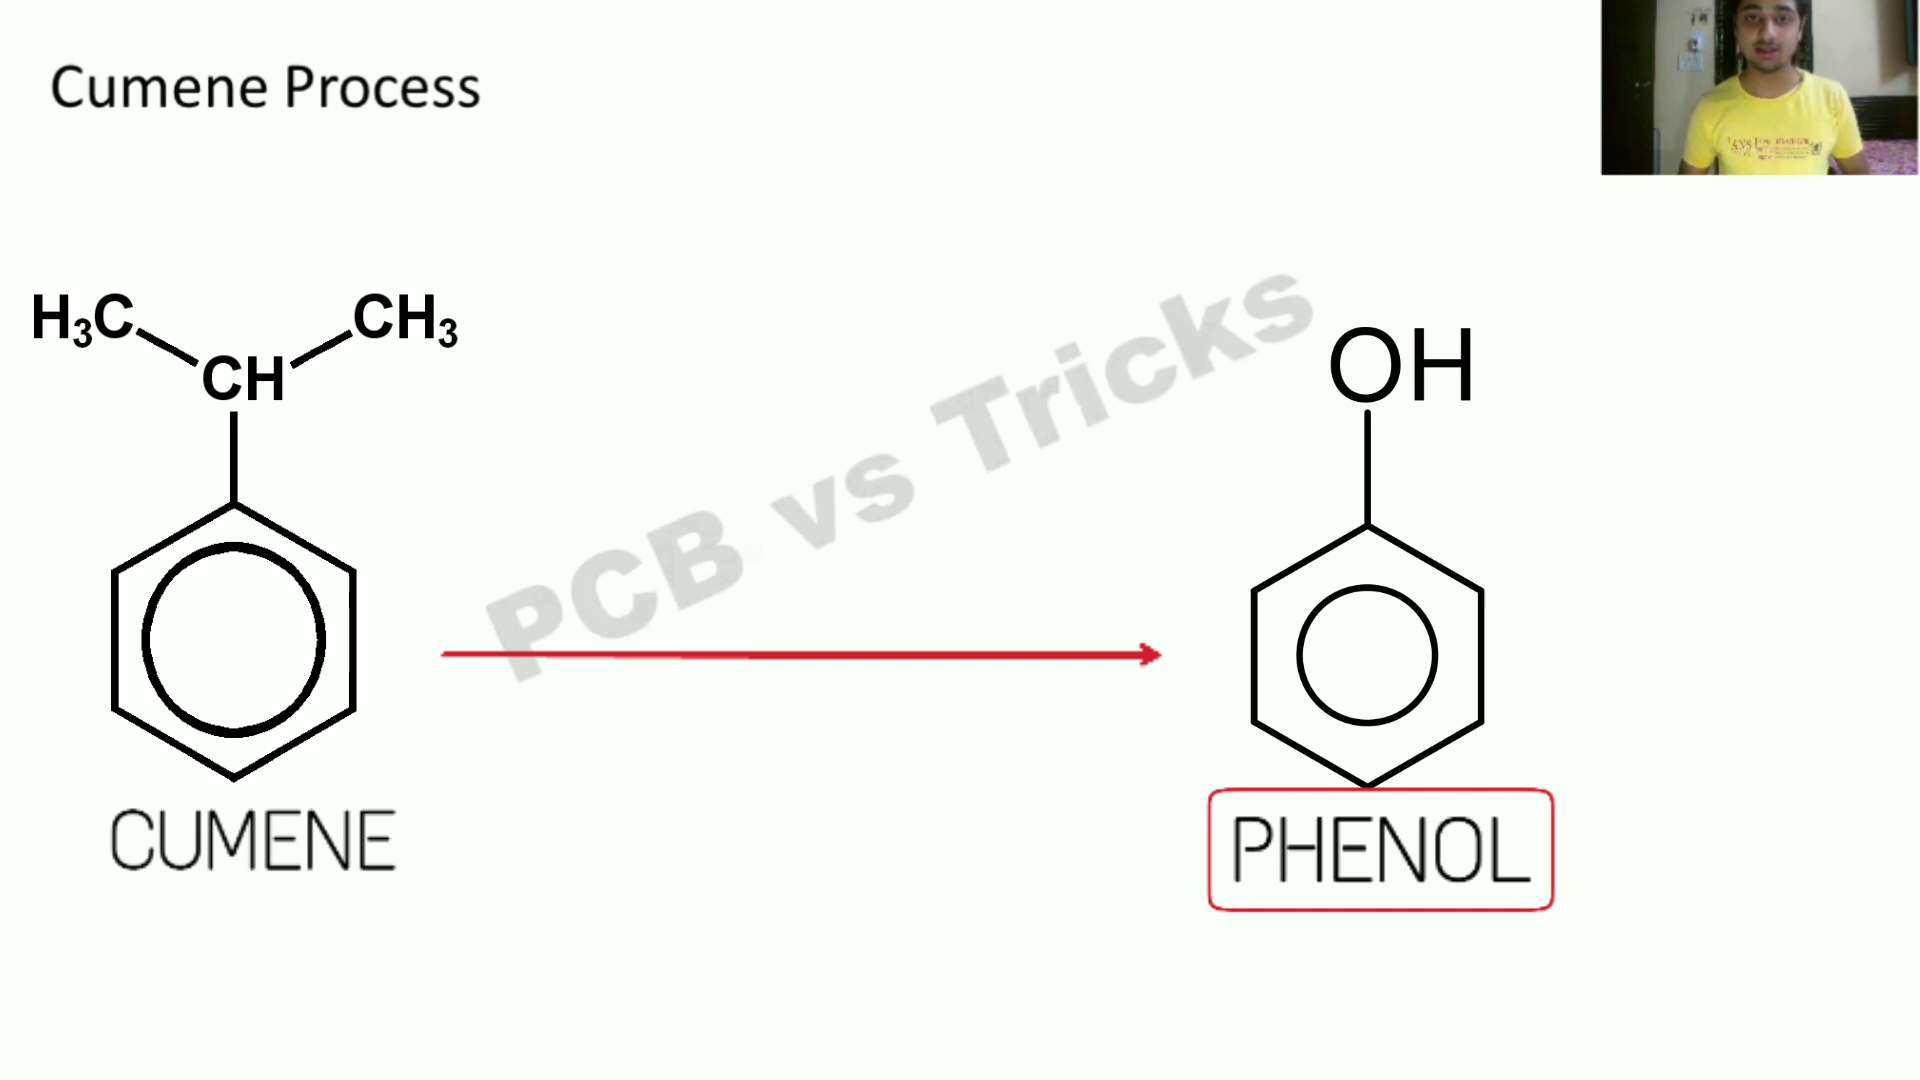 Cumene Process
H₃C
CH₃
CH
OH
PCB vs Tricks
CUMENE
PHENOL